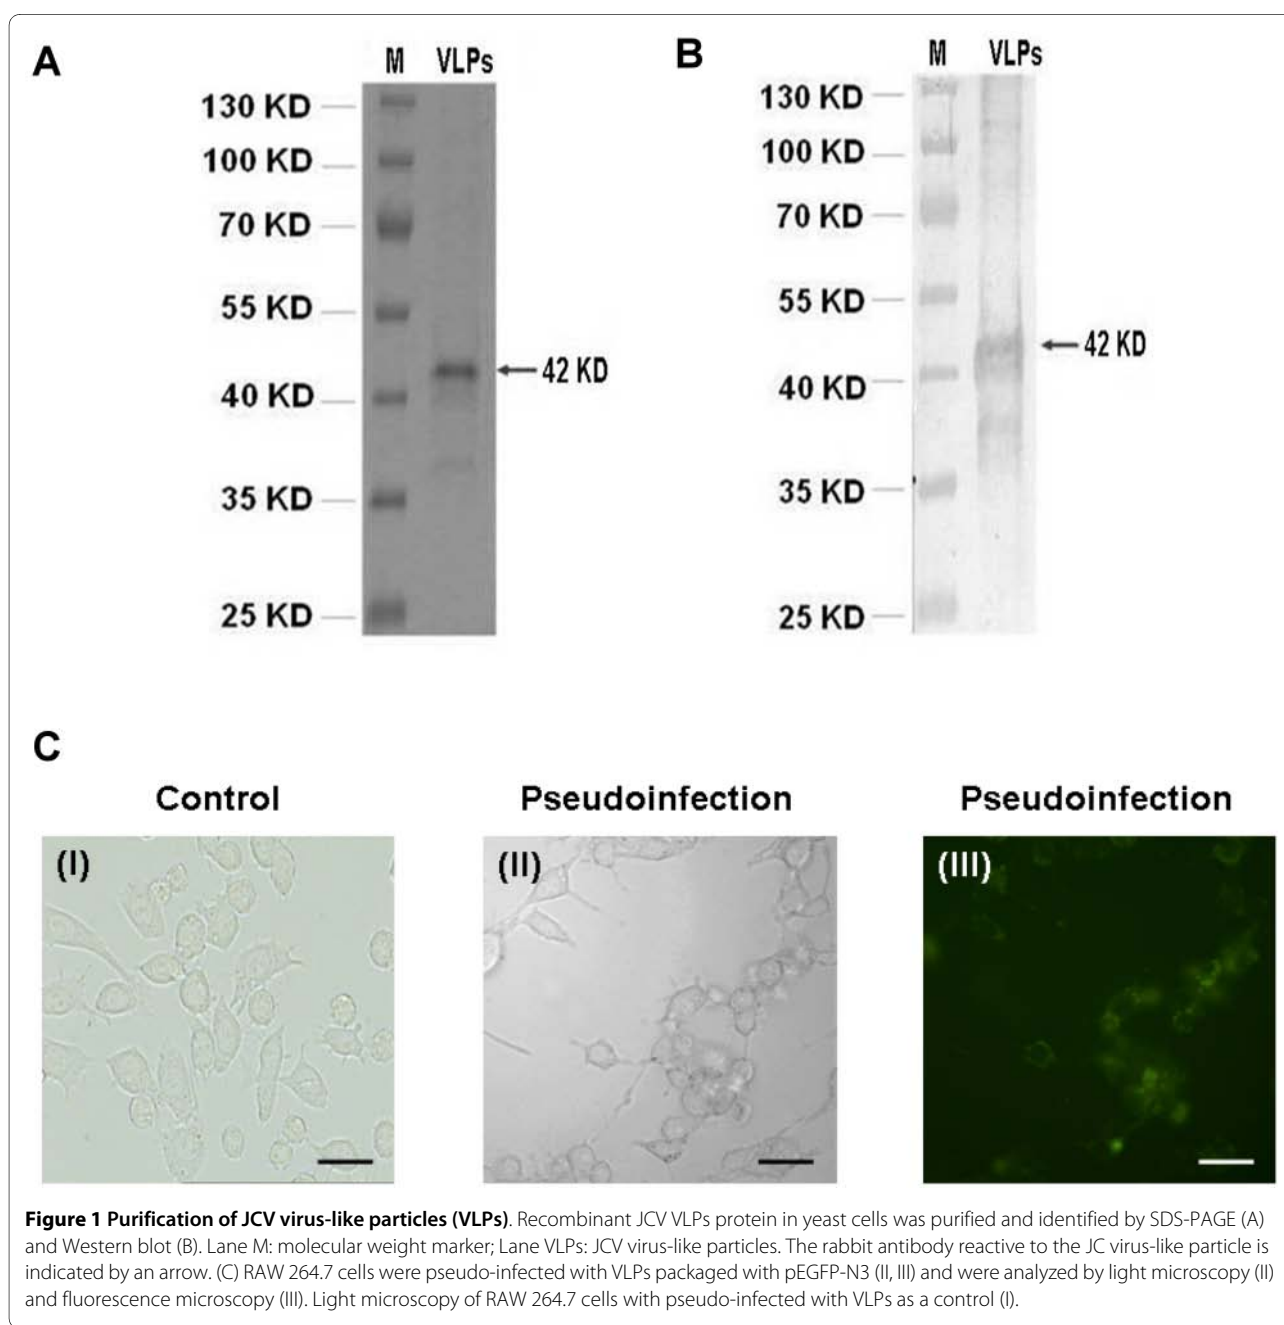 A
M VLPs
130 KD
100 KD
70 KD
55 KD
42 KD
40 KD
35 KD
25 KD
B
M VLPs
130 KD
100 KD
70 KD
55 KD
42 KD
40 KD
35 KD
25 KD
C
Control Pseudoinfection Pseudoinfection
(I) (II) (III)
Figure 1 Purification of JCV virus-like particles (VLPs). Recombinant JCV VLPs protein in yeast cells was purified and identified by SDS-PAGE (A)
and Western blot (B). Lane M: molecular weight marker; Lane VLPs: JCV virus-like particles. The rabbit antibody reactive to the JC virus-like particle is
indicated by an arrow. (C) RAW 264.7 cells were pseudo-infected with VLPs packaged with pEGFP-N3 (II, III) and were analyzed by light microscopy (II)
and fluorescence microscopy (III). Light microscopy of RAW 264.7 cells with pseudo-infected with VLPs as a control (I).